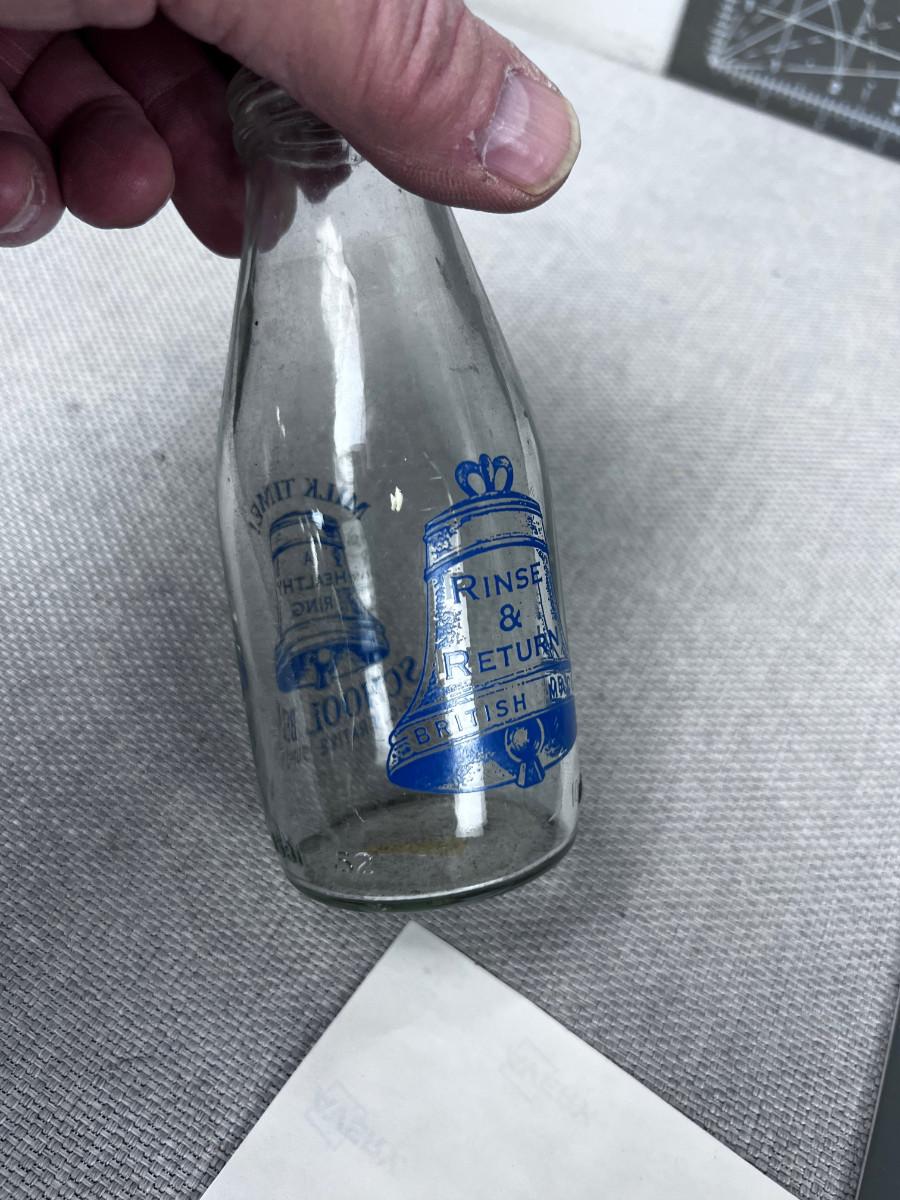 RINSE
&
RETURN
BRITISH
MILK TIME!
A
HEALTHY
RING
SCHOOL